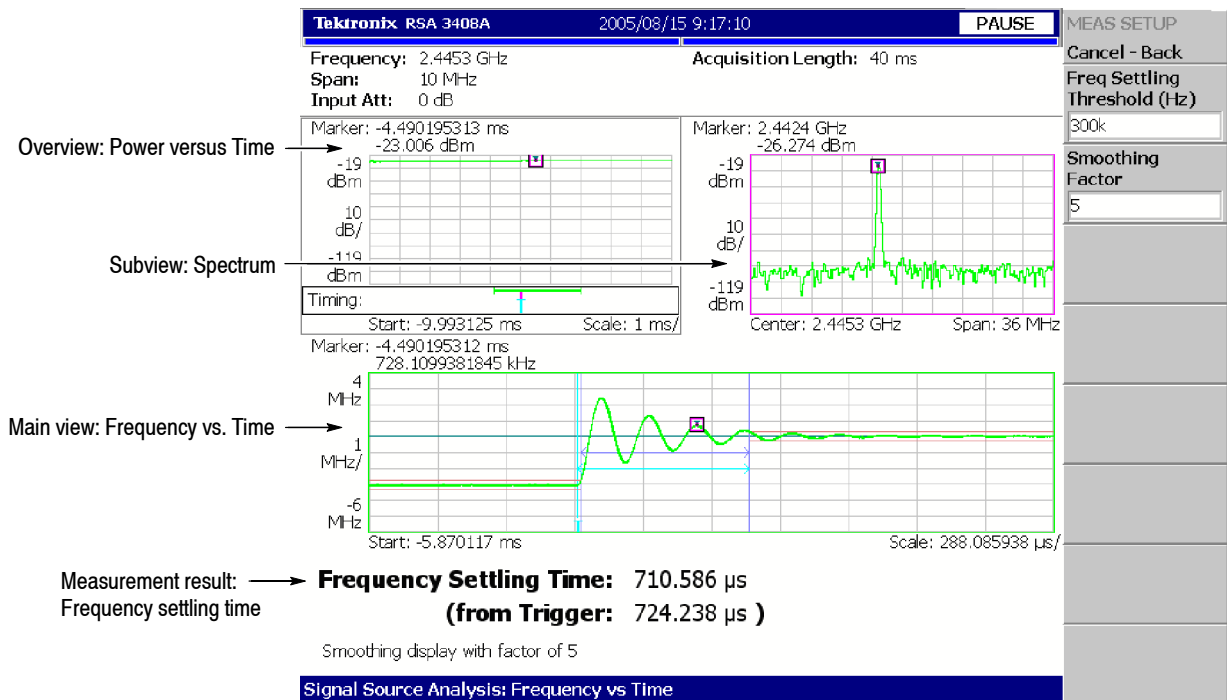 Tektronix RSA 3408A 2005/08/15 9:17:10 PAUSE
MEAS SETUP
Cancel - Back
Frequency: 2.4453 GHz
Span: 10 MHz
Input Att: 0 dB
Acquisition Length: 40 ms
Freq Settling
Threshold (Hz)
300k
Smoothing
Factor
5
Overview: Power versus Time
Marker: -4.490195313 ms
-23.006 dBm
-19
dBm
10
dB/
-119
dBm
Timing:
Start: -9.993125 ms Scale: 1 ms/
Subview: Spectrum
Marker: 2.4424 GHz
-26.274 dBm
-19
dBm
10
dB/
-119
dBm
Center: 2.4453 GHz Span: 36 MHz
Main view: Frequency vs. Time
Marker: -4.490195312 ms
728.1099381845 kHz
4
MHz
1
MHz/
-6
MHz
Start: -5.870117 ms Scale: 288.085938 µs/
Measurement result:
Frequency settling time
Frequency Settling Time: 710.586 µs
(from Trigger: 724.238 µs )
Smoothing display with factor of 5
Signal Source Analysis: Frequency vs Time